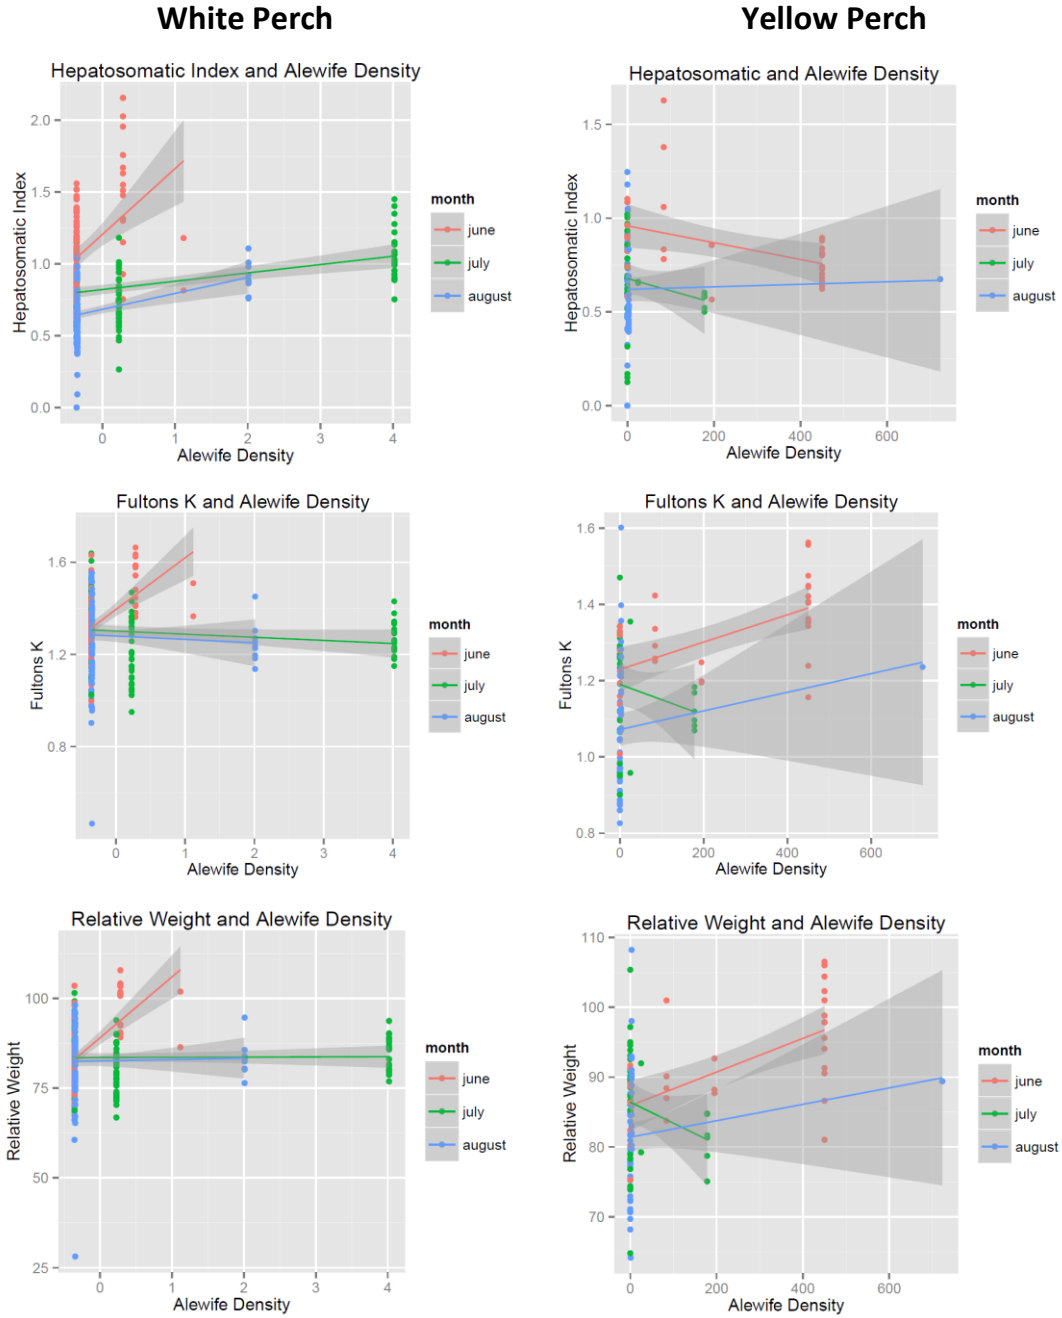 White Perch
Yellow Perch
Hepatosomatic Index and Alewife Density
Hepatosomatic Index
2.0
1.5
1.0
0.5
0.0
0 1 2 3 4
Alewife Density
month
june
july
august
Hepatosomatic and Alewife Density
Hepatosomatic Index
1.5
1.0
0.5
0.0
0 200 400 600
Alewife Density
month
june
july
august
Fultons K and Alewife Density
Fultons K
1.6
1.2
0.8
0 1 2 3 4
Alewife Density
month
june
july
august
Fultons K and Alewife Density
Fultons K
1.6
1.4
1.2
1.0
0.8
0 200 400 600
Alewife Density
month
june
july
august
Relative Weight and Alewife Density
Relative Weight
100
75
50
25
0 1 2 3 4
Alewife Density
month
june
july
august
Relative Weight and Alewife Density
Relative Weight
110
100
90
80
70
0 200 400 600
Alewife Density
month
june
july
august